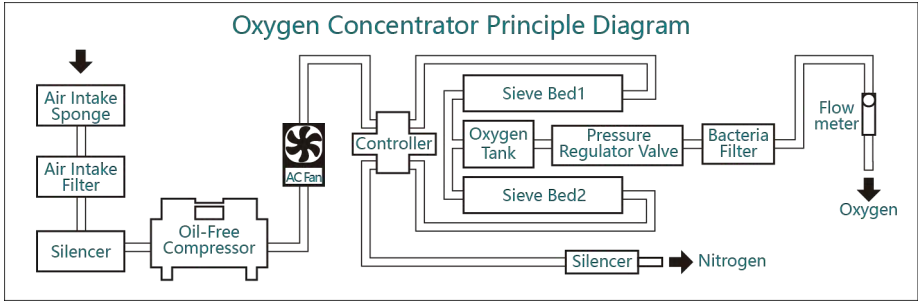 Oxygen Concentrator Principle Diagram
Air Intake
Sponge
Air Intake
Filter
Silencer
Oil-Free
Compressor
AC Fan
Controller
Sieve Bed1
Oxygen
Tank
Sieve Bed2
Pressure
Regulator Valve
Bacteria
Filter
Flow
meter
Oxygen
Silencer
Nitrogen